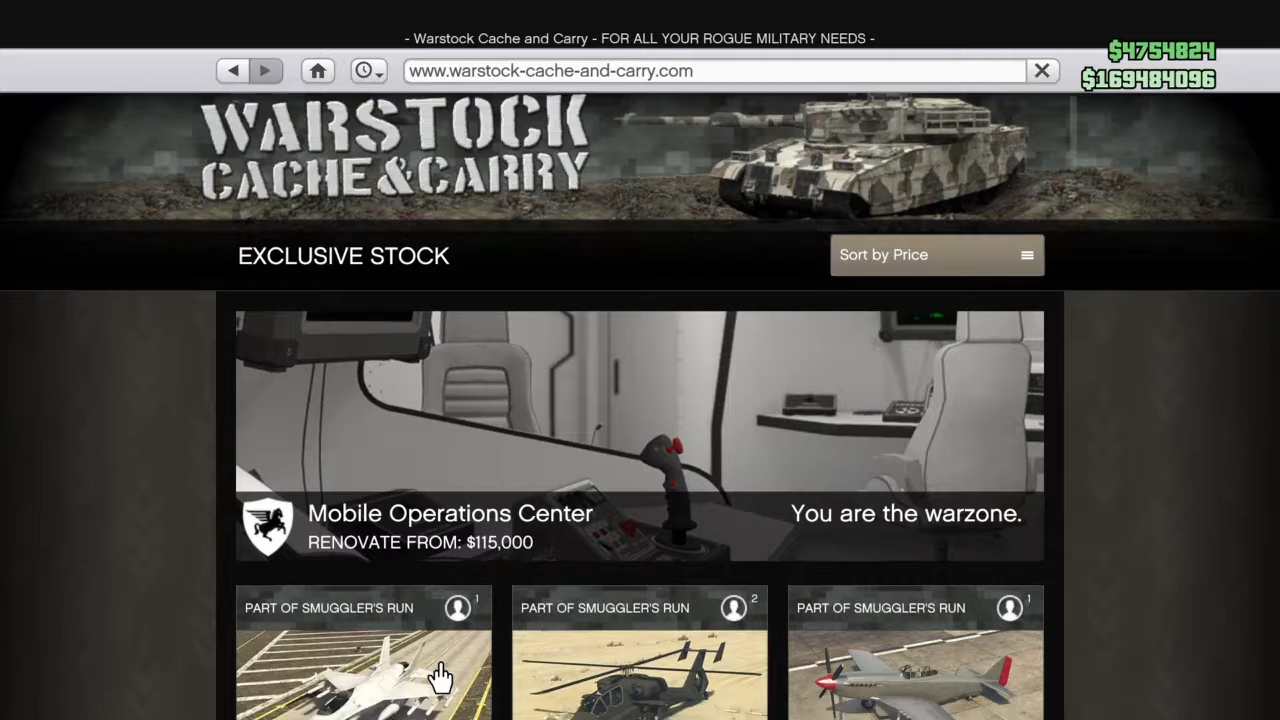 - Warstock Cache and Carry - FOR ALL YOUR ROGUE MILITARY NEEDS -
$4754824
www.warstock-cache-and-carry.com
$169484096
WARSTOCK
CACHE&CARRY
EXCLUSIVE STOCK
Sort by Price
Mobile Operations Center
You are the warzone.
RENOVATE FROM: $115,000
PART OF SMUGGLER'S RUN 1
PART OF SMUGGLER'S RUN 2
PART OF SMUGGLER'S RUN 1